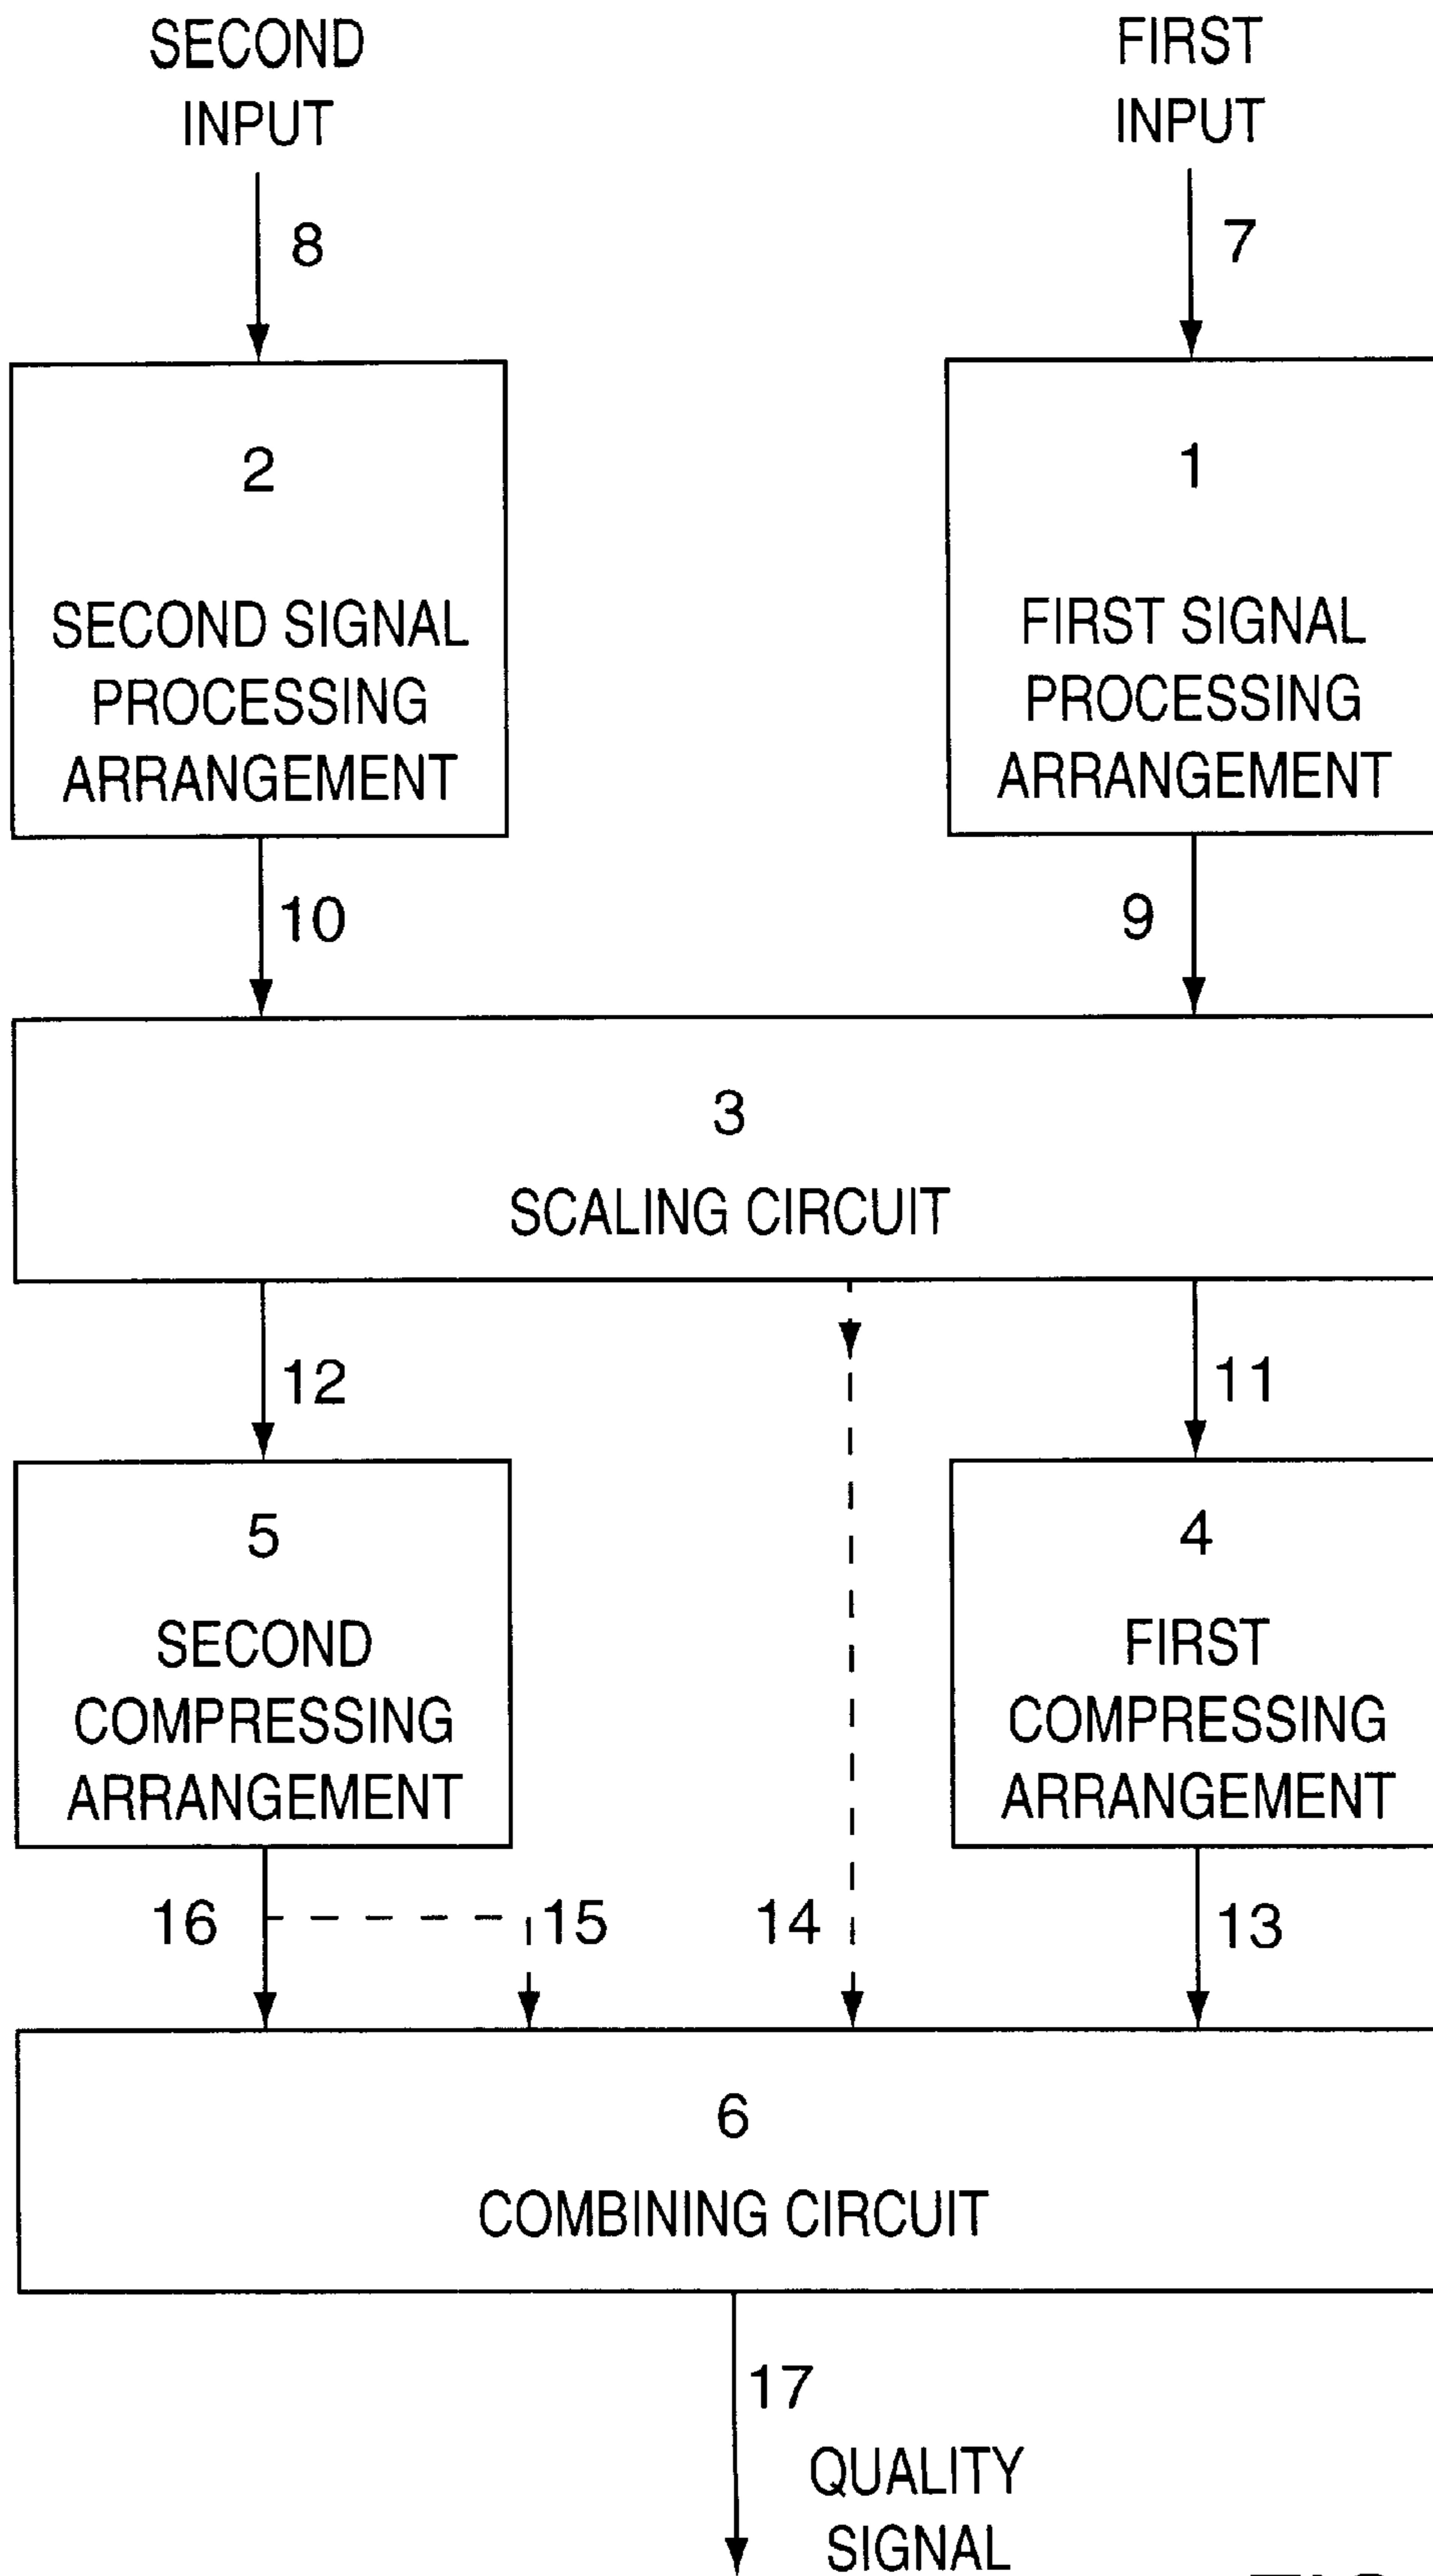 SECOND
INPUT
FIRST
INPUT
8
7
2
SECOND SIGNAL
PROCESSING
ARRANGEMENT
1
FIRST SIGNAL
PROCESSING
ARRANGEMENT
10
9
3
SCALING CIRCUIT
12
11
5
SECOND
COMPRESSING
ARRANGEMENT
4
FIRST
COMPRESSING
ARRANGEMENT
16
15
14
13
6
COMBINING CIRCUIT
17
QUALITY
SIGNAL